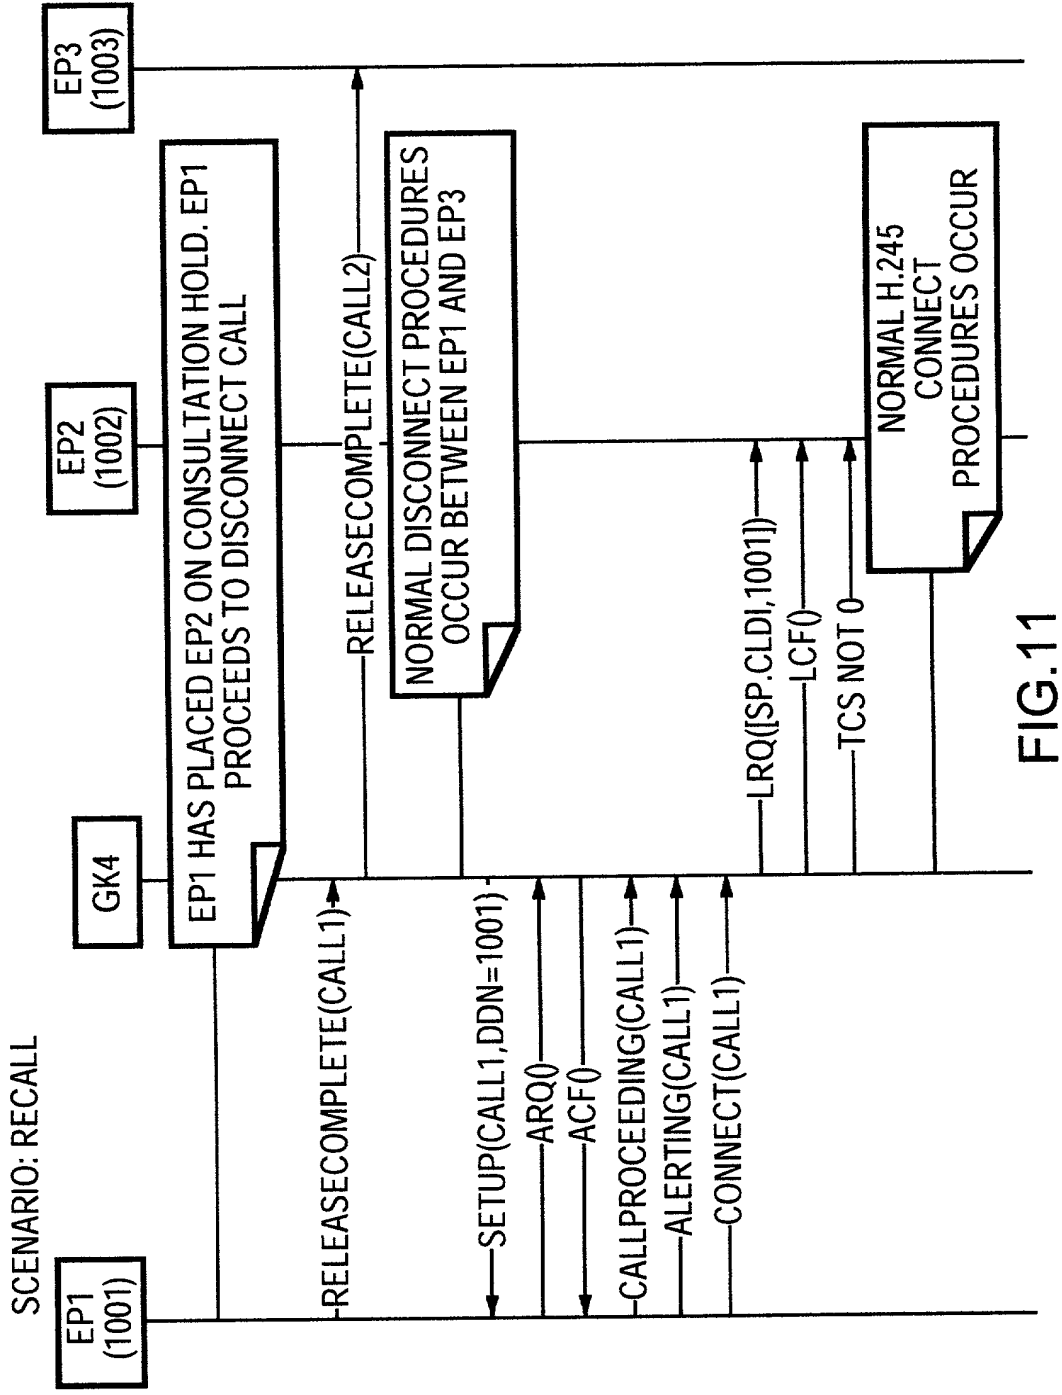 SCENARIO: RECALL
EP1
(1001)
GK4
EP2
(1002)
EP3
(1003)
EP1 HAS PLACED EP2 ON CONSULTATION HOLD. EP1
PROCEEDS TO DISCONNECT CALL
RELEASECOMPLETE(CALL1)
RELEASECOMPLETE(CALL2)
NORMAL DISCONNECT PROCEDURES
OCCUR BETWEEN EP1 AND EP3
SETUP(CALL1,DDN=1001)
ARQ()
ACF()
CALLPROCEEDING(CALL1)
ALERTING(CALL1)
CONNECT(CALL1)
LRQ([SP.CLDI,1001])
LCF()
TCS NOT 0
NORMAL H.245
CONNECT
PROCEDURES OCCUR
FIG.11